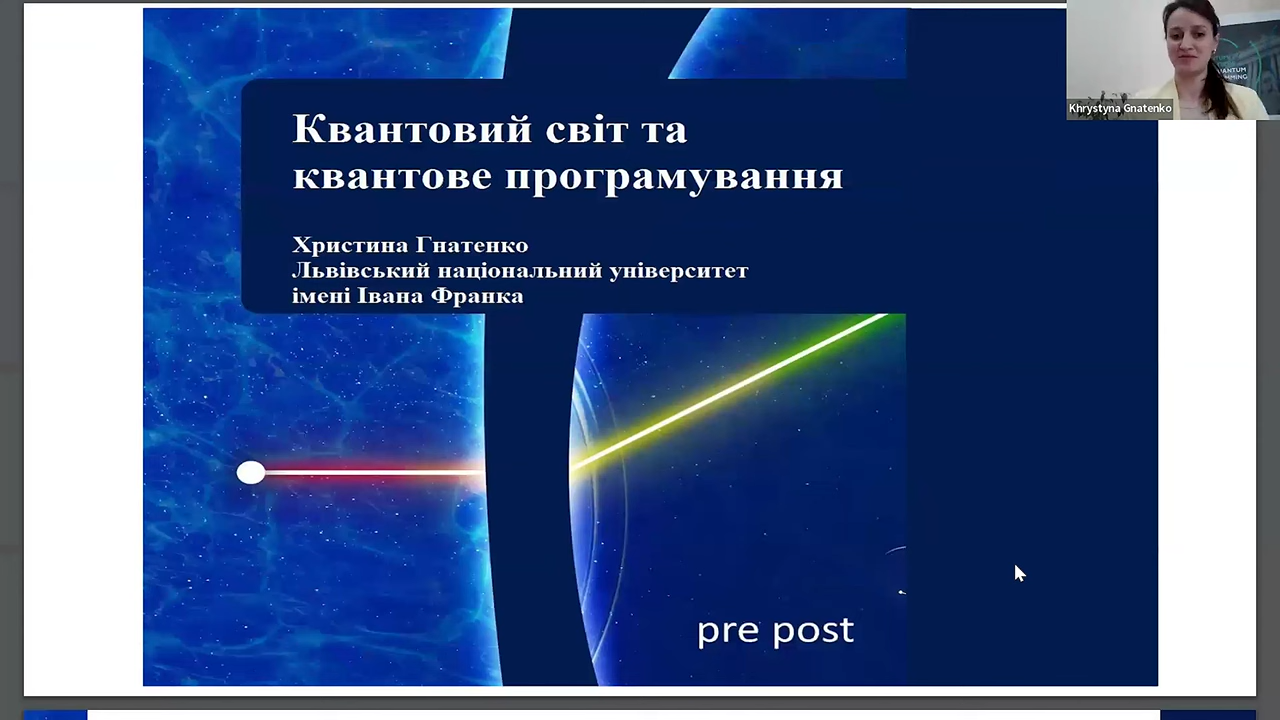 Квантовий світ та
квантове програмування
Христина Гнатенко
Львівський національний університет
імені Івана Франка
pre post
Khrystyna Gnatenko